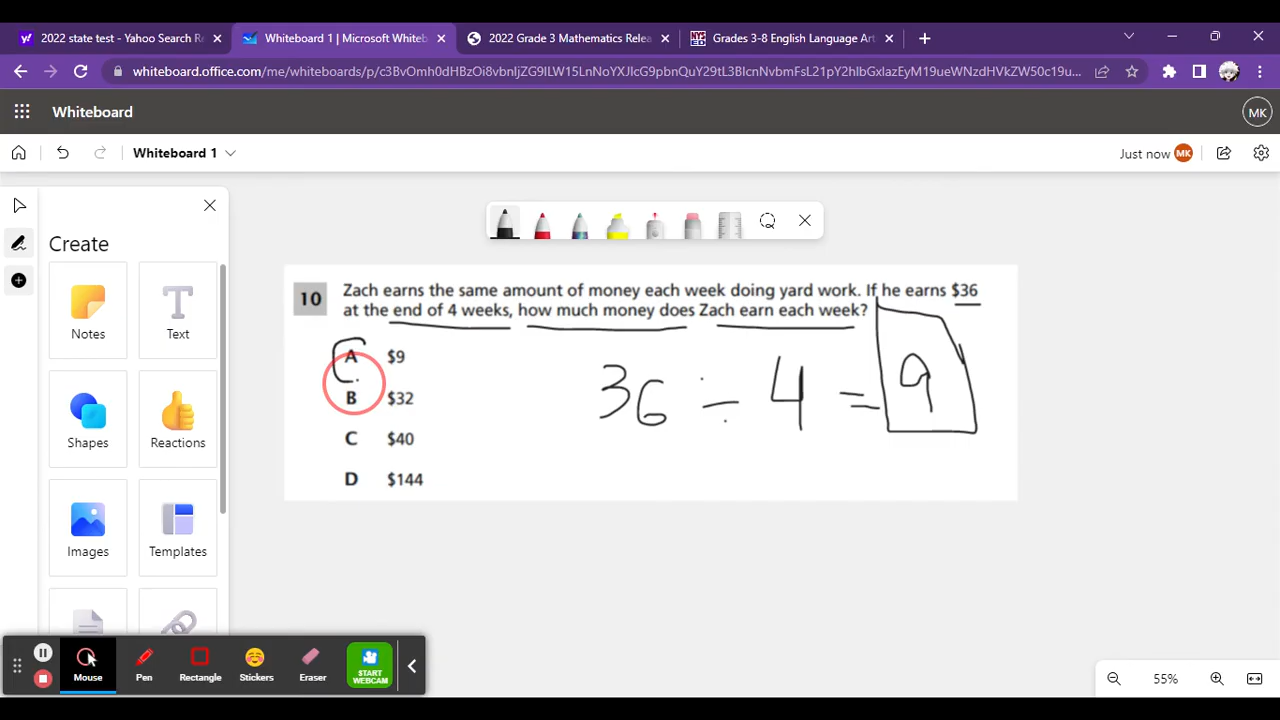 2022 state test - Yahoo Search Re
Whiteboard 1 | Microsoft Whiteb
2022 Grade 3 Mathematics Relea
Grades 3-8 English Language Art
whiteboard.office.com/me/whiteboards/p/
Whiteboard
MK
Whiteboard 1
Just now MK
Create
Notes
Text
Shapes
Reactions
Images
Templates
10 Zach earns the same amount of money each week doing yard work. If he earns $36
at the end of 4 weeks, how much money does Zach earn each week?
A $9
B $32
C $40
D $144
36 ÷ 4 = 9
Mouse
Pen
Rectangle
Stickers
Eraser
START
WEBCAM
55%